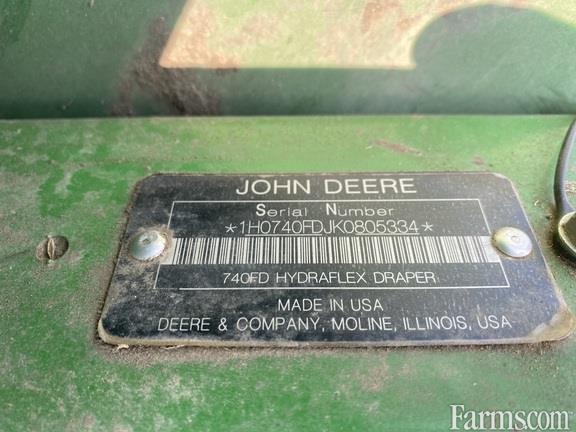 JOHN DEERE
Serial Number
*1H0740FDJK0805334*
740FD HYDRAFLEX DRAPER
MADE IN USA
DEERE & COMPANY, MOLINE, ILLINOIS, USA
Farms.com